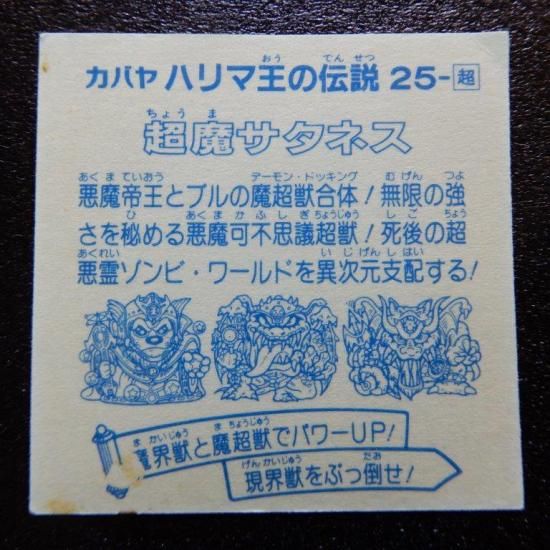 カバヤ ハリマ王の伝説 25-超
超魔サタネス
悪魔帝王とブルの魔超獣合体!無限の強
さを秘める悪魔可不思議超獣!死後の超
悪霊ゾンビ・ワールドを異次元支配する!
魔界獣と魔超獣でパワーUP!
現界獣をぶっ倒せ!